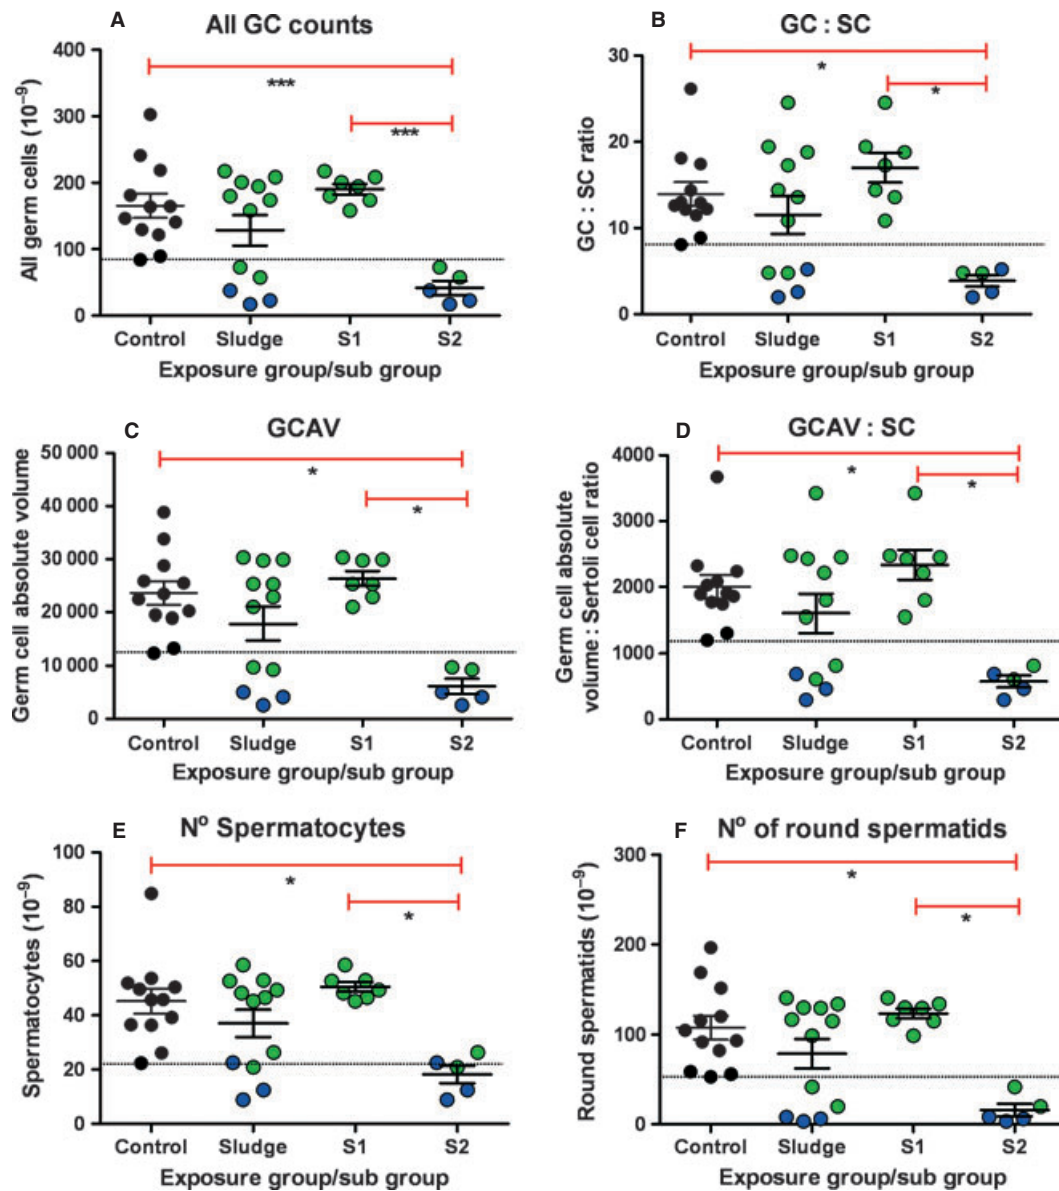 A
All GC counts
All germ cells (10⁻⁹)
400
300
200
100
0
***
***
Control Sludge S1 S2
Exposure group/sub group
B
GC : SC
GC : SC ratio
30
20
10
0
*
*
Control Sludge S1 S2
Exposure group/sub group
C
GCAV
Germ cell absolute volume
50 000
40 000
30 000
20 000
10 000
0
*
*
Control Sludge S1 S2
Exposure group/sub group
D
GCAV : SC
Germ cell absolute
volume : Sertoli cell ratio
4000
3000
2000
1000
0
*
*
Control Sludge S1 S2
Exposure group/sub group
E
Nº Spermatocytes
Spermatocytes (10⁻⁹)
100
80
60
40
20
0
*
*
Control Sludge S1 S2
Exposure group/sub group
F
Nº of round spermatids
Round spermatids (10⁻⁹)
300
200
100
0
*
*
Control Sludge S1 S2
Exposure group/sub group